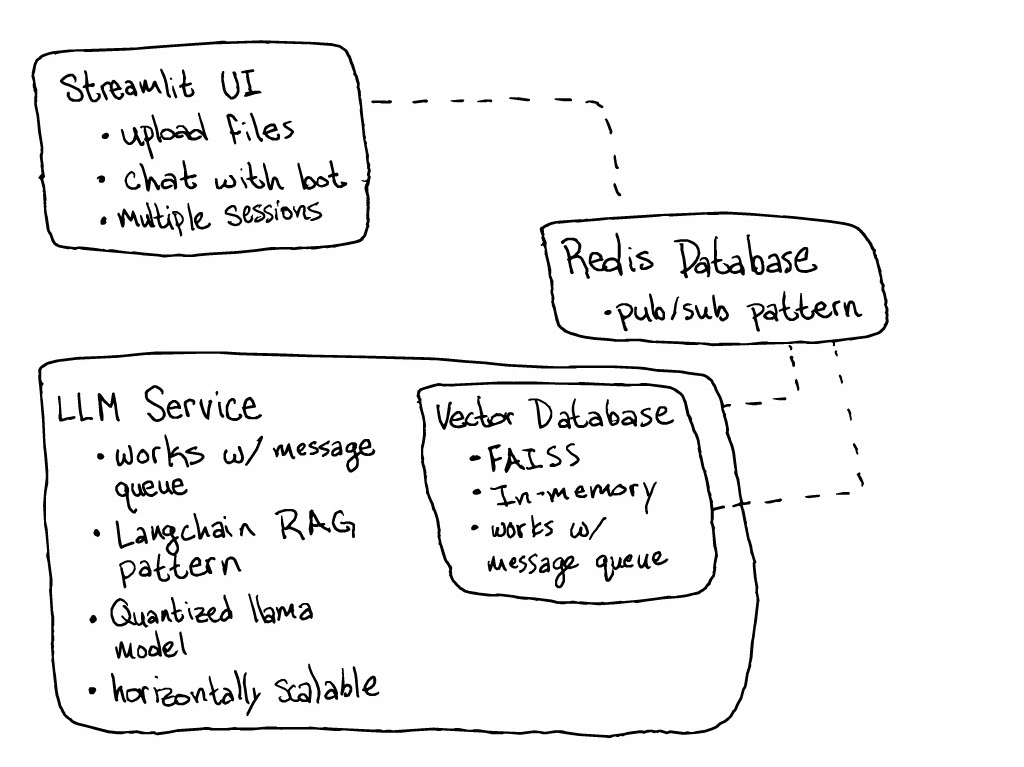 Streamlit UI
• upload files
• chat with bot
• multiple sessions
Redis Database
• pub/sub pattern
LLM Service
• works w/ message
queue
• Langchain RAG
pattern
• Quantized llama
model
• horizontally scalable
Vector Database
• FAISS
• In-memory
• works w/
message queue